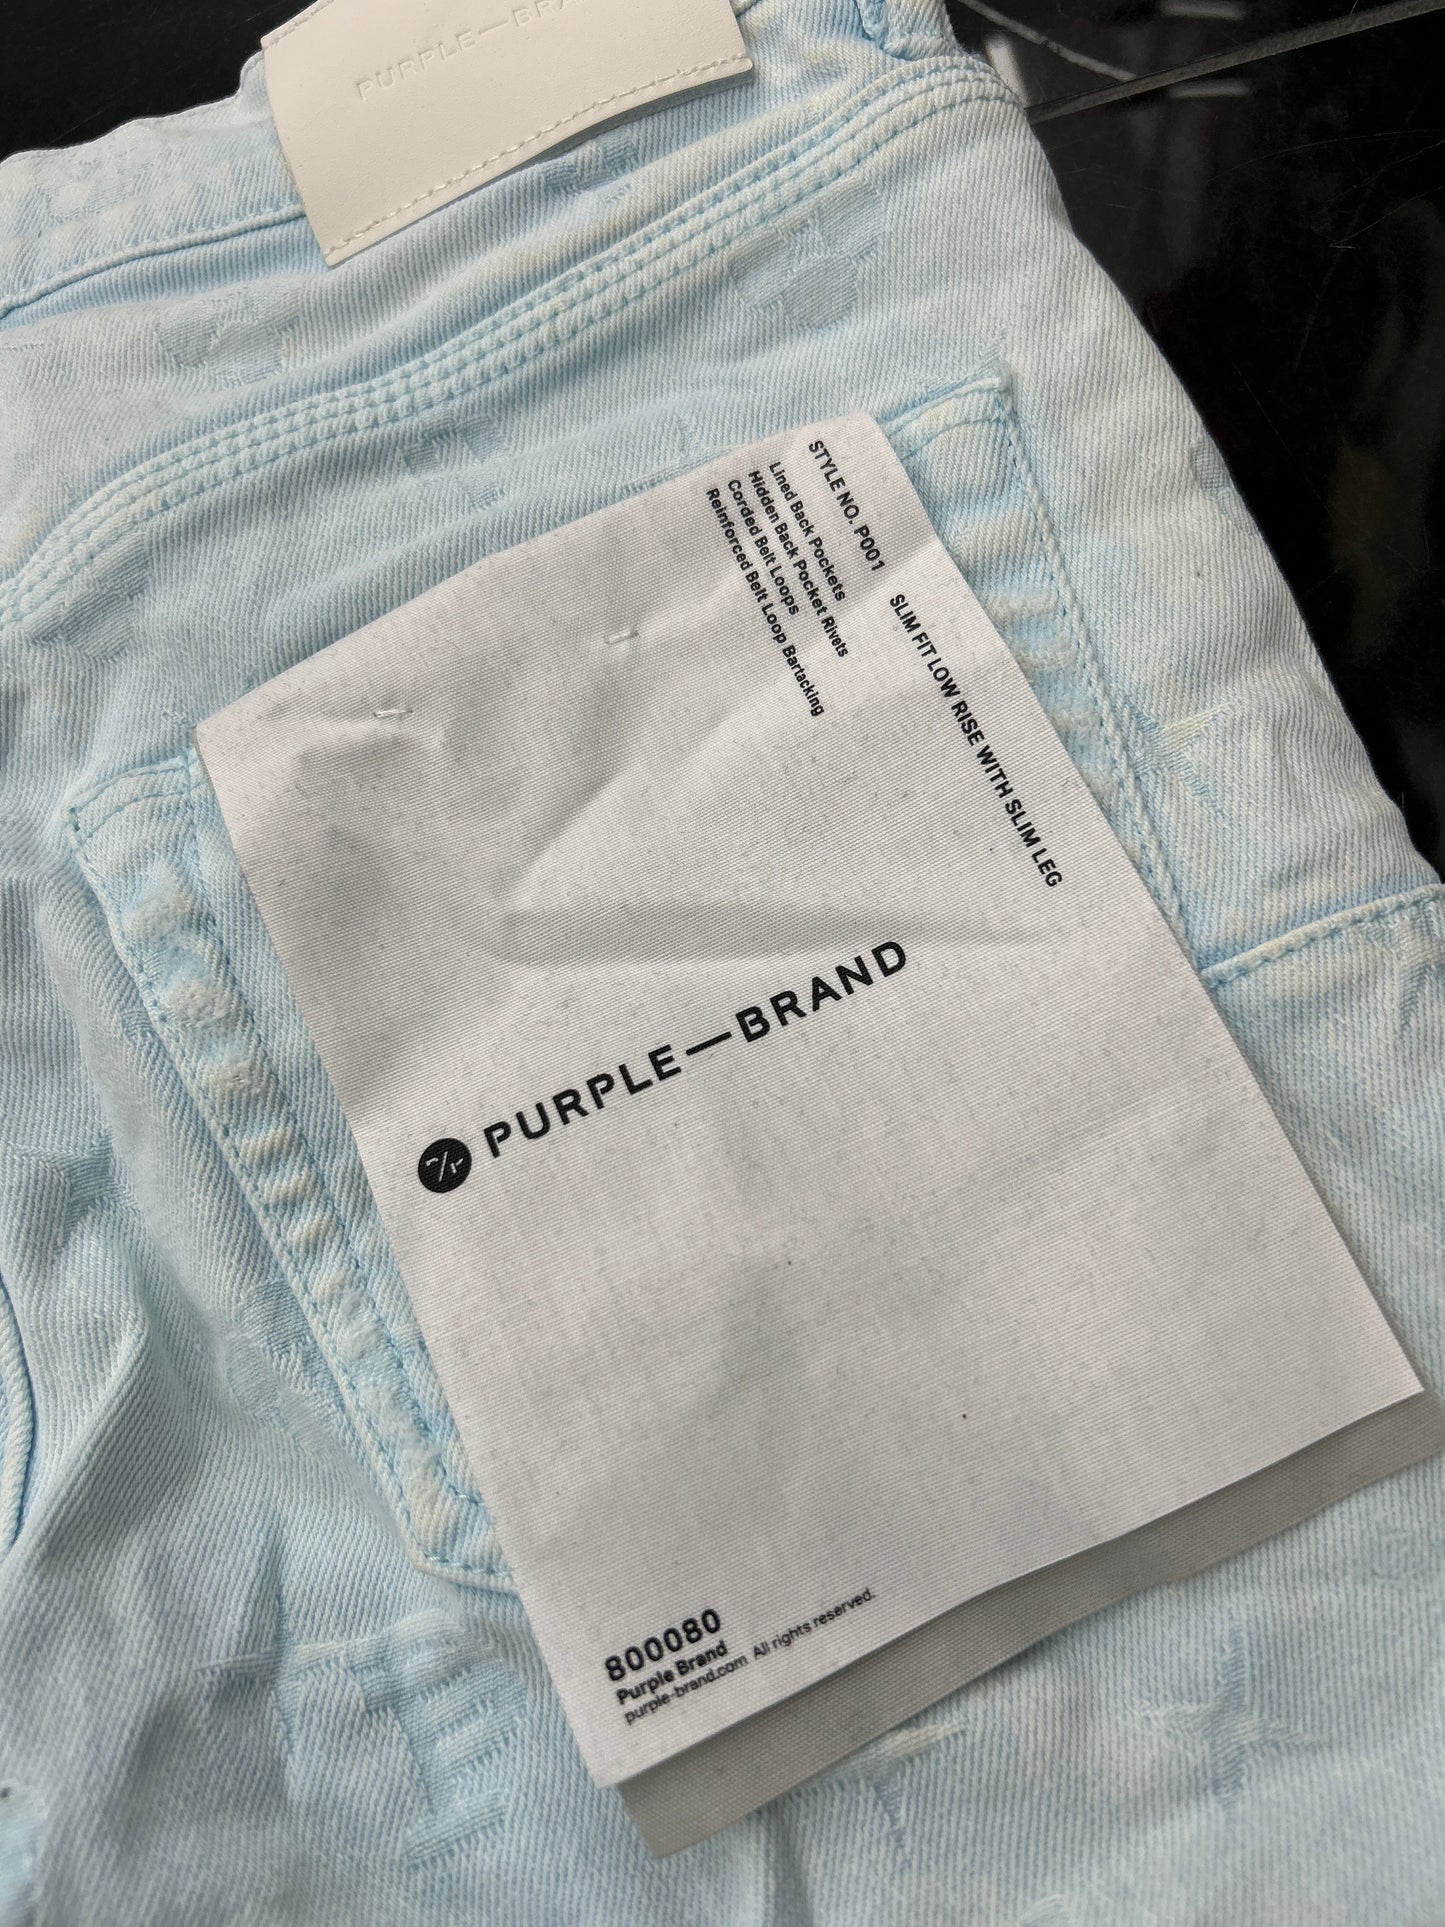 PURPLE—BRA
STYLE NO. P001
Lined Back Pockets
Hidden Back Pocket Rivets
Corded Belt Loops
Reinforced Belt Loop Bartacking
SLIM FIT LOW RISE WITH SLIM LEG
PURPLE—BRAND
800080
Purple Brand
purple-brand.com All rights reserved.